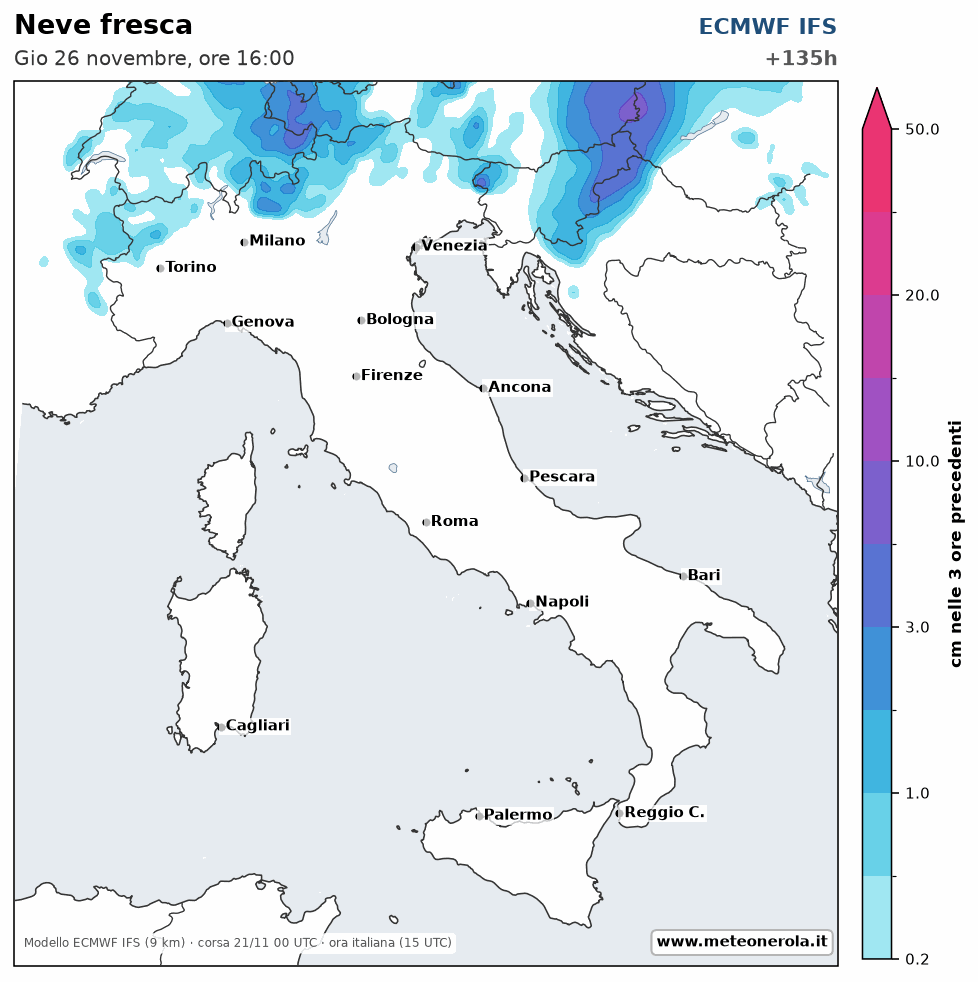 Neve fresca
ECMWF IFS
Gio 26 novembre, ore 16:00
+135h
50.0
20.0
10.0
3.0
1.0
0.2
cm nelle 3 ore precedenti
Milano
Venezia
Torino
Genova
Bologna
Firenze
Ancona
Pescara
Roma
Bari
Napoli
Cagliari
Palermo
Reggio C.
Modello ECMWF IFS (9 km) · corsa 21/11 00 UTC · ora italiana (15 UTC)
www.meteonerola.it